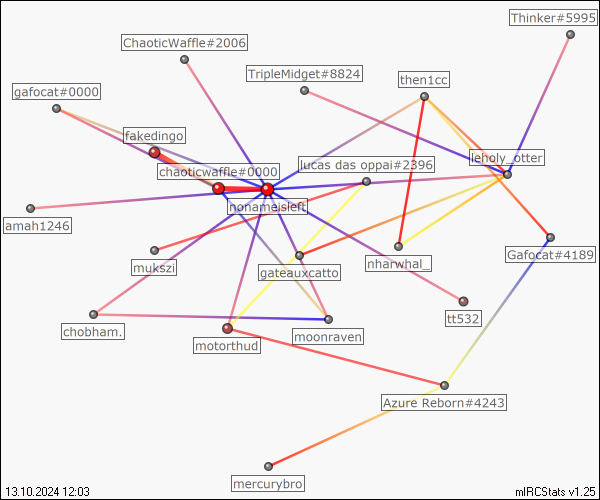 Thinker#5995
ChaoticWaffle#2006
TripleMidget#8824
then1cc
gafocat#0000
fakedingo
leholy_otter
lucas das oppai#2396
chaoticwaffle#0000
nonameisleft
amah1246
Gafocat#4189
nharwhal_
mukszi
gateauxcatto
tt532
chobham.
moonraven
motorthud
Azure Reborn#4243
mercurybro
13.10.2024 12:03
mIRCStats v1.25